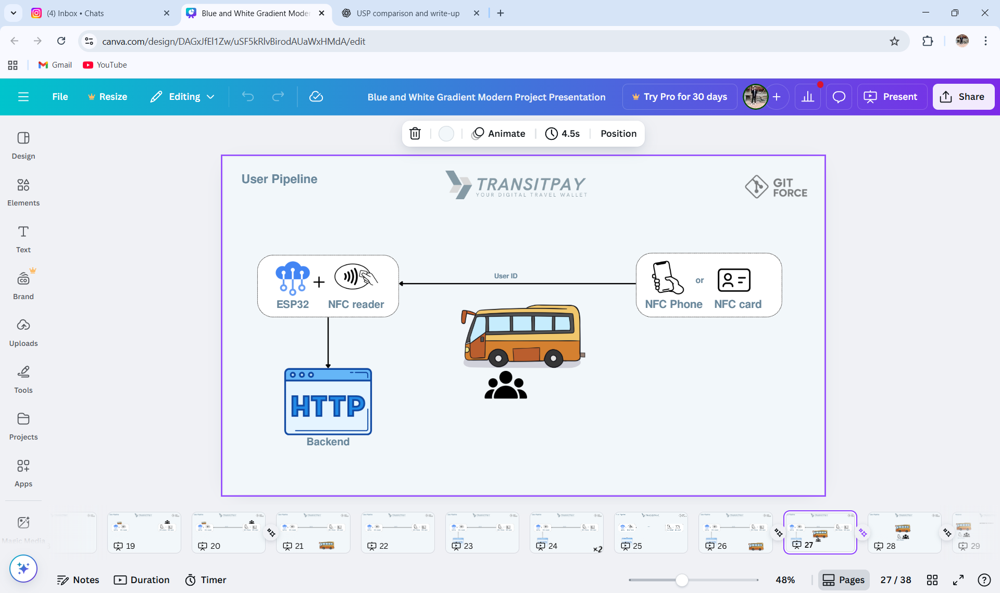 (4) Inbox • Chats
Blue and White Gradient Moder
USP comparison and write-up
canva.com/design/DAGxJfEl1Zw/uSF5kRlvBirodAUaWxHMdA/edit
Gmail
YouTube
File
Resize
Editing
Blue and White Gradient Modern Project Presentation
Try Pro for 30 days
Present
Share
Animate
4.5s
Position
Design
Elements
Text
Brand
Uploads
Tools
Projects
Apps
Magic Media
User Pipeline
TRANSITPAY
YOUR DIGITAL TRAVEL WALLET
GIT
FORCE
ESP32
+
NFC reader
User ID
or
NFC Phone
NFC card
HTTP
Backend
19
20
21
22
23
24
×2
25
26
27
28
29
Notes
Duration
Timer
48%
Pages
27 / 38